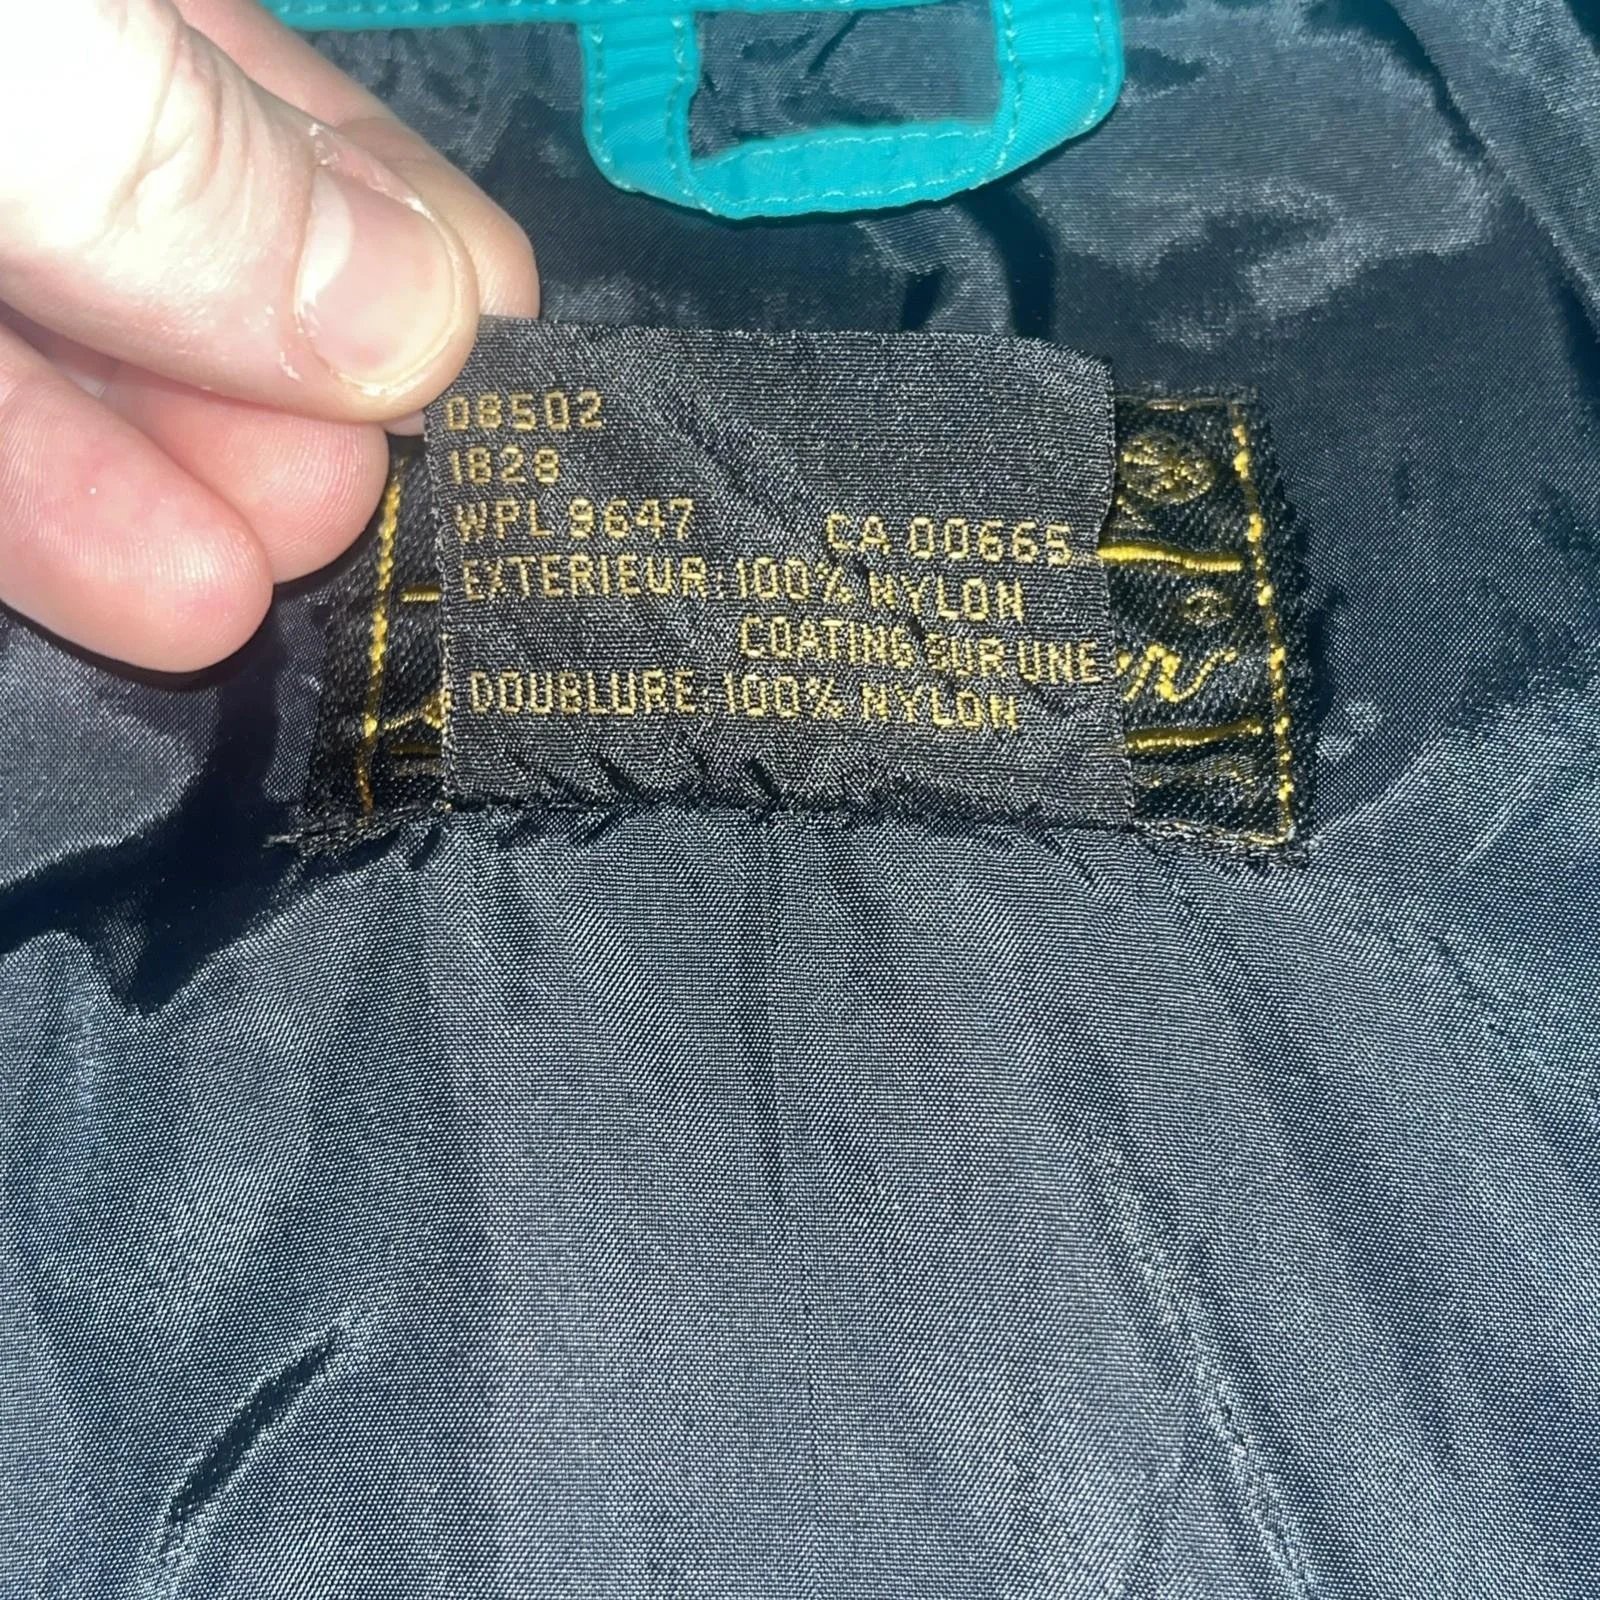 08502
1828
WPL 9647 CA 00665
EXTERIEUR: 100% NYLON
COATING SUR UNE
DOUBLURE: 100% NYLON